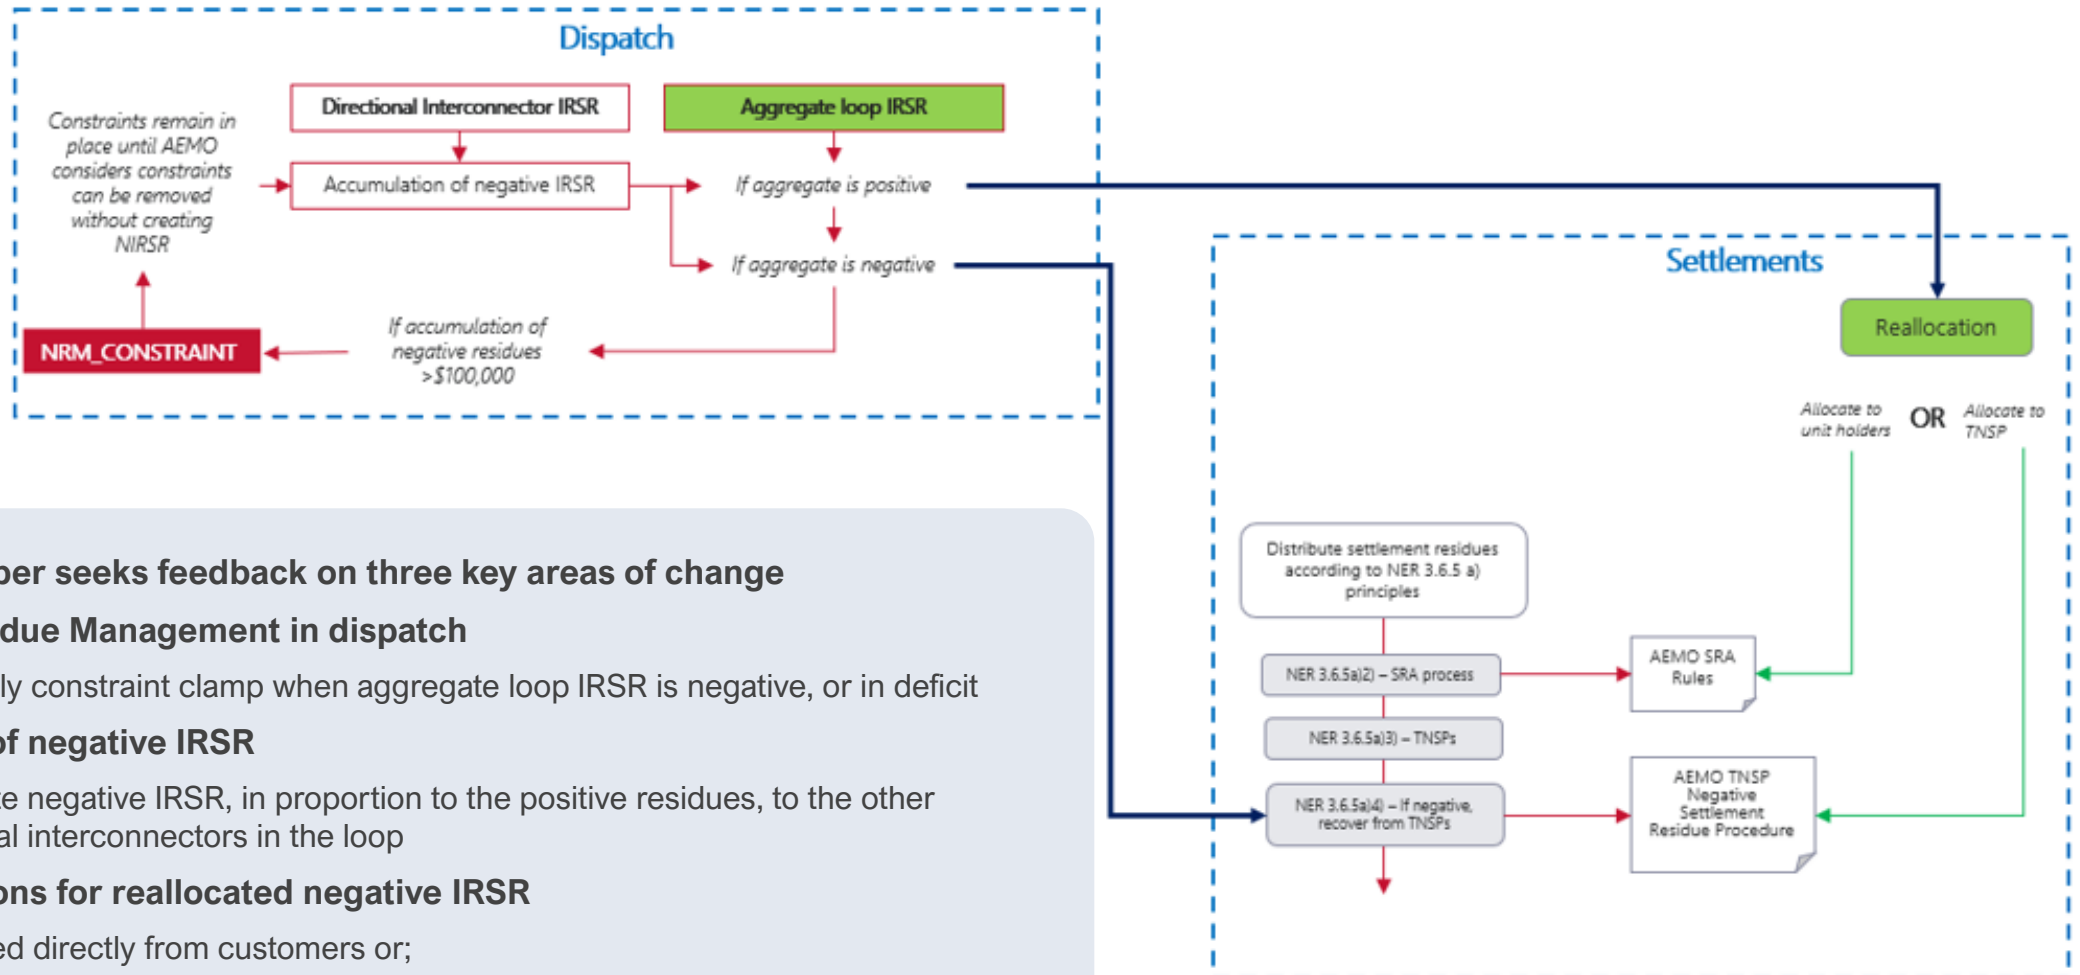 Dispatch
Constraints remain in
place until AEMO
considers constraints
can be removed
without creating
NIRSR
Directional Interconnector IRSR
Accumulation of negative IRSR
Aggregate loop IRSR
If aggregate is positive
If aggregate is negative
If accumulation of
negative residues
>$100,000
NRM_CONSTRAINT
Settlements
Reallocation
Allocate to
unit holders
OR
Allocate to
TNSP
Distribute settlement residues
according to NER 3.6.5 a)
principles
NER 3.6.5a)2) – SRA process
AEMO SRA
Rules
NER 3.6.5a)3) – TNSPs
NER 3.6.5a)4) – If negative,
recover from TNSPs
AEMO TNSP
Negative
Settlement
Residue Procedure
per seeks feedback on three key areas of change
due Management in dispatch
ly constraint clamp when aggregate loop IRSR is negative, or in deficit
of negative IRSR
te negative IRSR, in proportion to the positive residues, to the other
al interconnectors in the loop
ons for reallocated negative IRSR
ed directly from customers or;